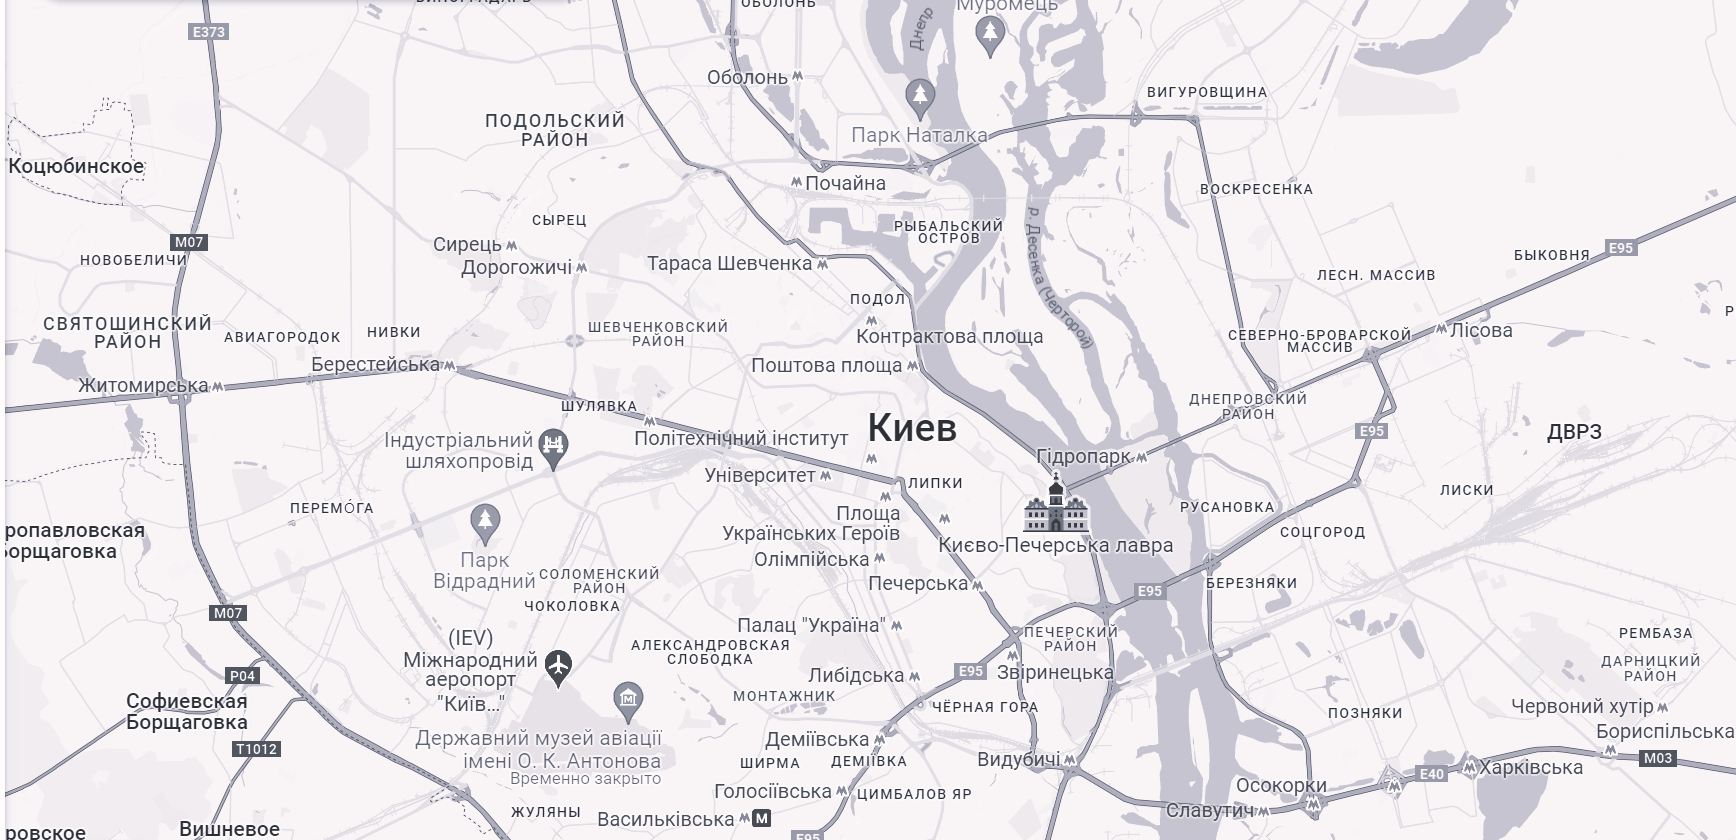 ОБОЛОНЬ
Муромець
Днепр
E373
Оболонь
ВИГУРОВЩИНА
ПОДОЛЬСКИЙ
РАЙОН
Парк Наталка
Коцюбинское
Почайна
ВОСКРЕСЕНКА
СЫРЕЦ
РЫБАЛЬСКИЙ
ОСТРОВ
р. Десенка (Черторой)
M07
Сирець
E95
БЫКОВНЯ
НОВОБЕЛИЧИ
Дорогожичі
Тараса Шевченка
ЛЕСН. МАССИВ
ПОДОЛ
СВЯТОШИНСКИЙ
РАЙОН
АВИАГОРОДОК
НИВКИ
ШЕВЧЕНКОВСКИЙ
РАЙОН
Контрактова площа
СЕВЕРНО-БРОВАРСКОЙ
МАССИВ
Лісова
Берестейська
Поштова площа
Житомирська
ШУЛЯВКА
ДНЕПРОВСКИЙ
РАЙОН
Киев
E95
ДВРЗ
Індустріальний
шляхопровід
Політехнічний інститут
Гідропарк
Університет
ЛИПКИ
ЛИСКИ
ПЕРЕМО́ГА
Площа
Українських Героїв
РУСАНОВКА
СОЦГОРОД
ропавловская
Борщаговка
Києво-Печерська лавра
Парк
Відрадний
Олімпійська
СОЛОМЕНСКИЙ
РАЙОН
Печерська
БЕРЕЗНЯКИ
E95
ЧОКОЛОВКА
M07
Палац "Україна"
ПЕЧЕРСКИЙ
РАЙОН
РЕМБАЗА
(IEV)
Міжнародний
аеропорт
"Київ..."
АЛЕКСАНДРОВСКАЯ
СЛОБОДКА
ДАРНИЦКИЙ
РАЙОН
P04
Либідська
E95
Звіринецька
Софиевская
Борщаговка
МОНТАЖНИК
ЧЁРНАЯ ГОРА
ПОЗНЯКИ
Червоний хутір
Бориспільська
T1012
Державний музей авіації
імені О. К. Антонова
Временно закрыто
Деміївська
ШИРМА
ДЕМІЇВКА
Видубичі
M03
E40
Харківська
Голосіївська
ЦИМБАЛОВ ЯР
Осокорки
ЖУЛЯНЫ
Васильківська
M
Славутич
Вишневое
ровское
E95